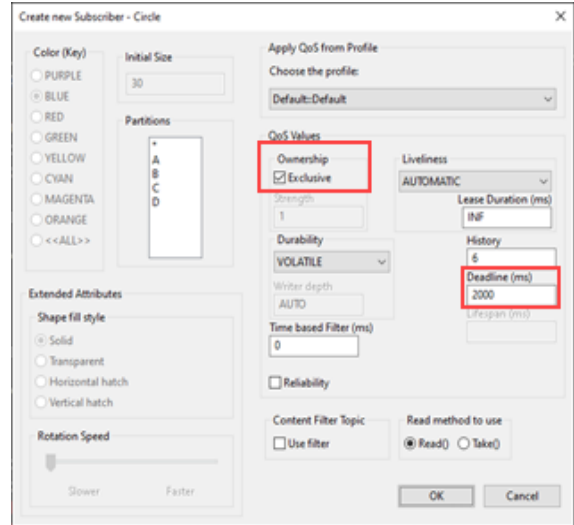 Create new Subscriber - Circle
Color (Key)
PURPLE
BLUE
RED
GREEN
YELLOW
CYAN
MAGENTA
ORANGE
<<ALL>>
Initial Size
30
Partitions
*
A
B
C
D
Extended Attributes
Shape fill style
Solid
Transparent
Horizontal hatch
Vertical hatch
Rotation Speed
Slower Faster
Apply QoS from Profile
Choose the profile:
Default::Default
QoS Values
Ownership
Exclusive
Strength
1
Durability
VOLATILE
Writer depth
AUTO
Time based Filter (ms)
0
Reliability
Liveliness
AUTOMATIC
Lease Duration (ms)
INF
History
6
Deadline (ms)
2000
Lifespan (ms)
Content Filter Topic
Use filter
Read method to use
Read() Take()
OK Cancel